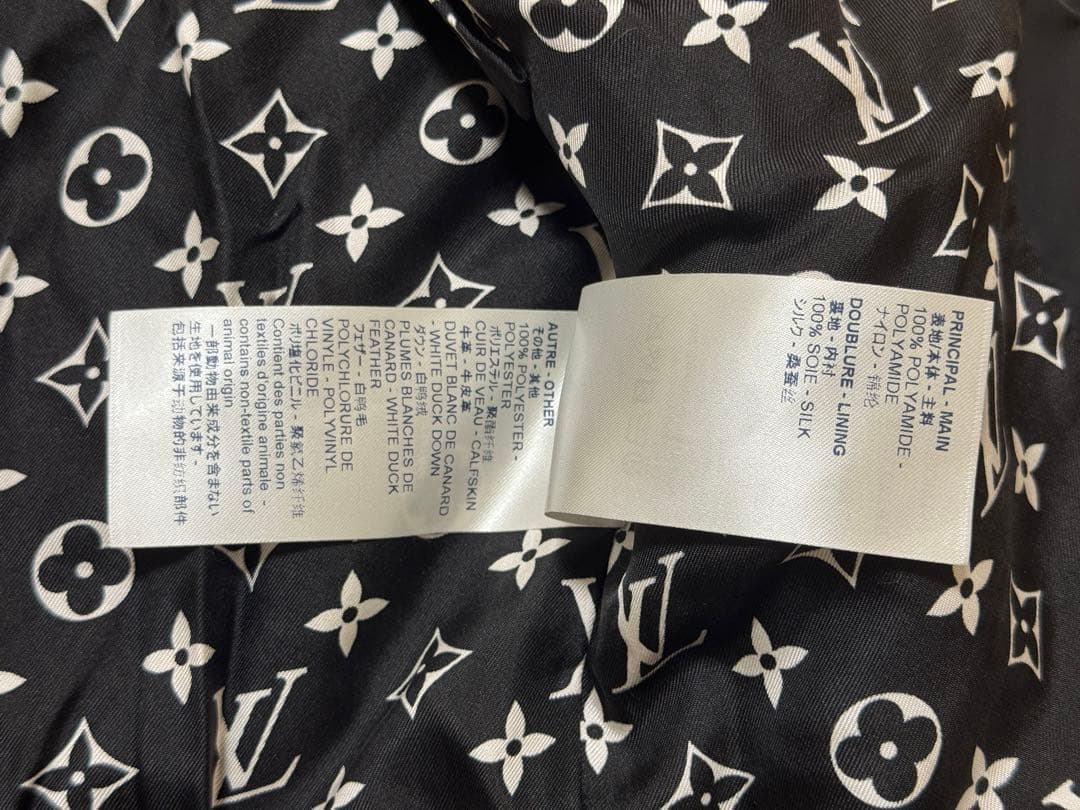 PRINCIPAL - MAIN
表地/本体 - 主料
100% POLYAMIDE -
POLYAMIDE
ナイロン - 锦纶
DOUBLURE - LINING
裏地 - 内衬
100% SOIE - SILK
シルク - 桑蚕丝
AUTRE - OTHER
その他 - 其他
100% POLYESTER -
POLYESTER
ポリエステル - 聚酯纤维
CUIR DE VEAU - CALFSKIN
牛革 - 牛皮革
DUVET BLANC DE CANARD
-WHITE DUCK DOWN
ダウン - 白鸭绒
PLUMES BLANCHES DE
CANARD - WHITE DUCK
FEATHER
フェザー - 白鸭毛
POLYCHLORURE DE
VINYLE - POLYVINYL
CHLORIDE
ポリ塩化ビニル - 聚氯乙烯纤维
Contient des parties non
textiles d'origine animale -
contains non-textile parts of
animal origin
一部動物由来成分を含まない
生地を使用しています。-
包括来源于动物的非纺织部件